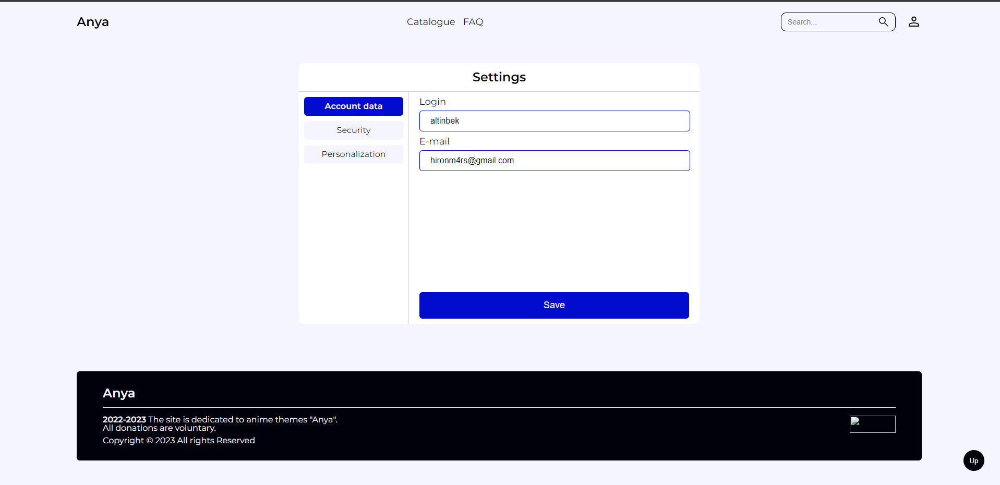 Anya
Catalogue FAQ
Search...
Settings
Account data
Security
Personalization
Login
altinbek
E-mail
hironm4rs@gmail.com
Save
Anya
2022-2023 The site is dedicated to anime themes "Anya".
All donations are voluntary.
Copyright © 2023 All rights Reserved
Up